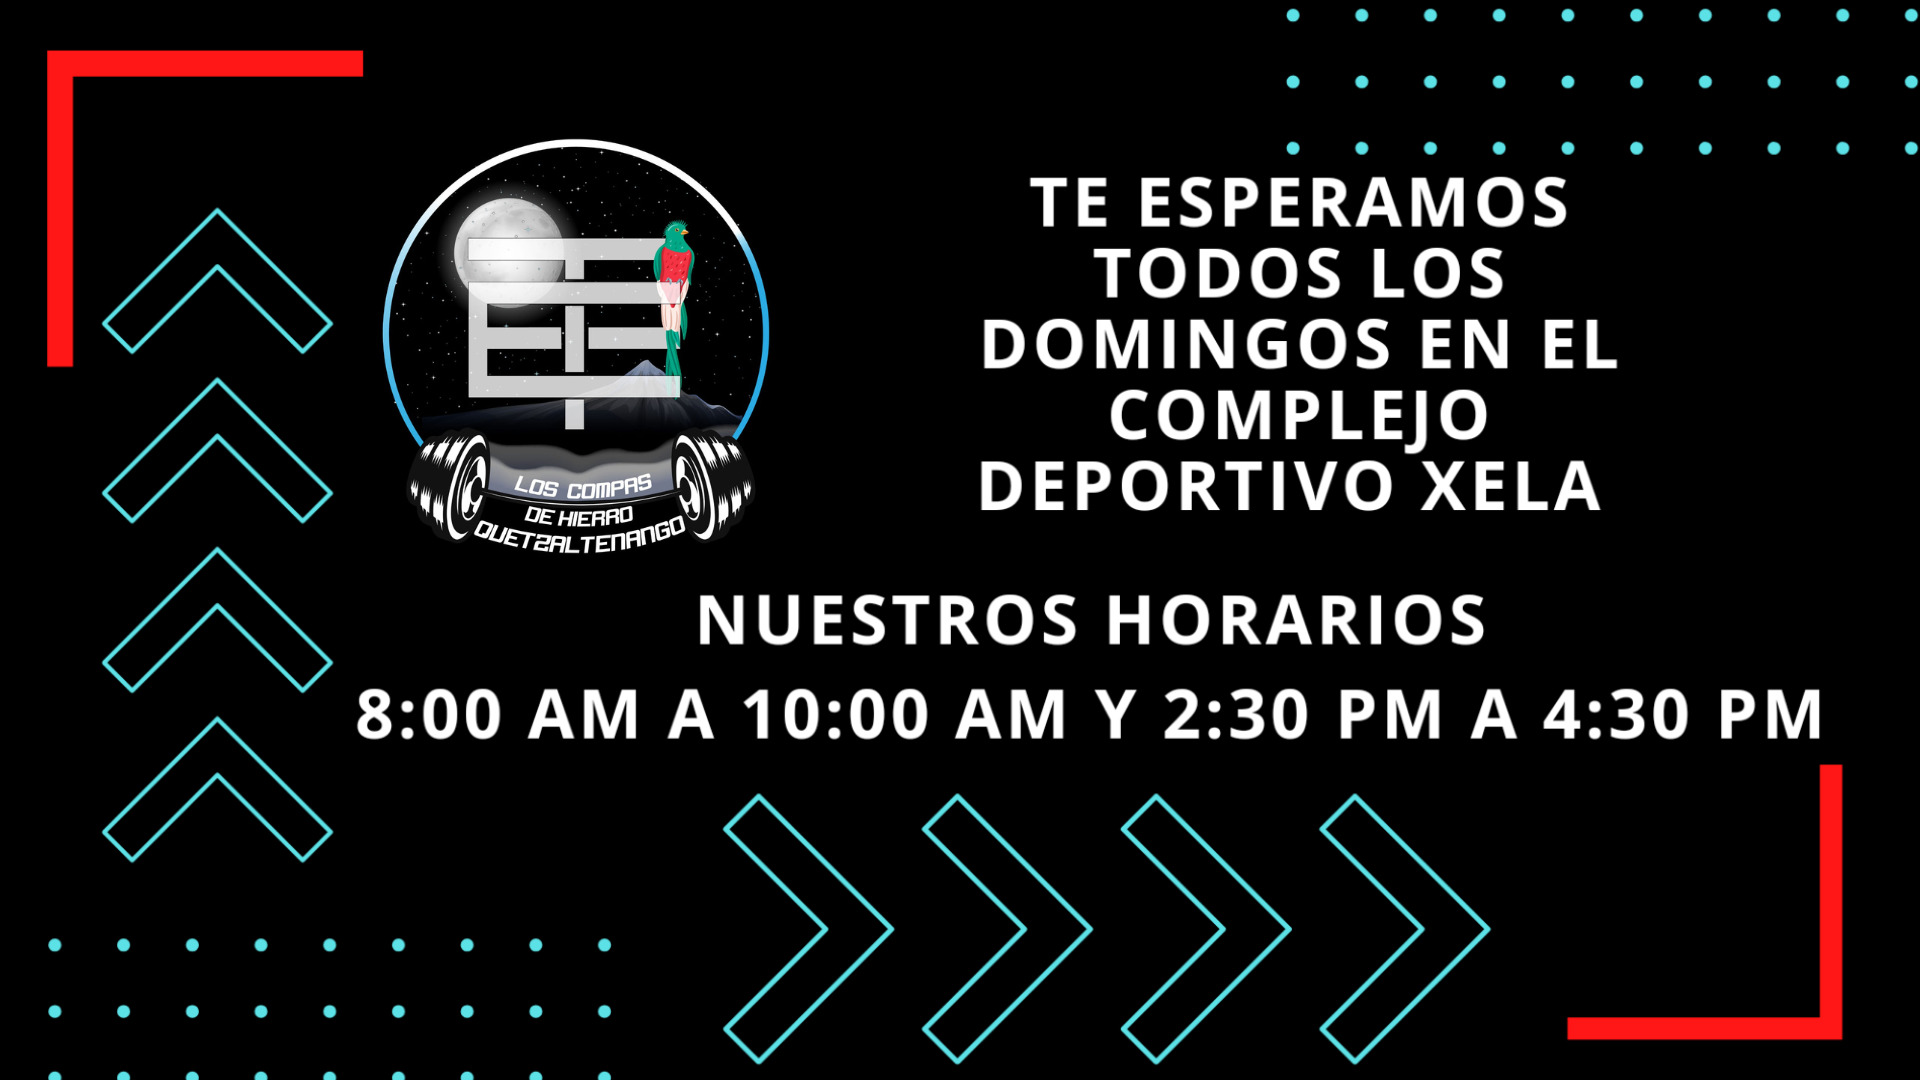 LOS COMPAS
DE HIERRO
QUETZALTENANGO
TE ESPERAMOS
TODOS LOS
DOMINGOS EN EL
COMPLEJO
DEPORTIVO XELA
NUESTROS HORARIOS
8:00 AM A 10:00 AM Y 2:30 PM A 4:30 PM